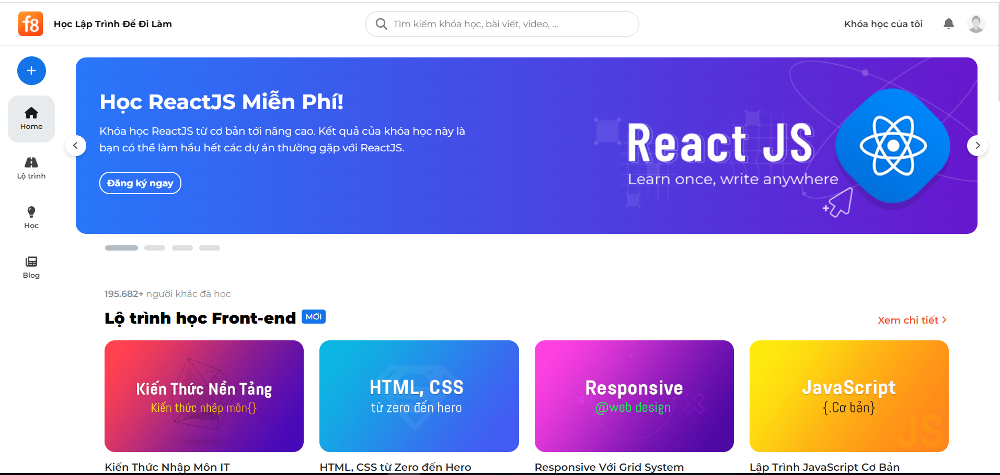 f8
Học Lập Trình Để Đi Làm
Tìm kiếm khóa học, bài viết, video, ...
Khóa học của tôi
Home
Lộ trình
Học
Blog
Học ReactJS Miễn Phí!
Khóa học ReactJS từ cơ bản tới nâng cao. Kết quả của khóa học này là
bạn có thể làm hầu hết các dự án thường gặp với ReactJS.
Đăng ký ngay
React JS
Learn once, write anywhere
195.682+ người khác đã học
Lộ trình học Front-end MỚI
Xem chi tiết
Kiến Thức Nền Tảng
Kiến thức nhập môn{}
HTML, CSS
từ zero đến hero
Responsive
@web design
JavaScript
{.Cơ bản}
JS
Kiến Thức Nhập Môn IT
HTML, CSS từ Zero đến Hero
Responsive Với Grid System
Lập Trình JavaScript Cơ Bản